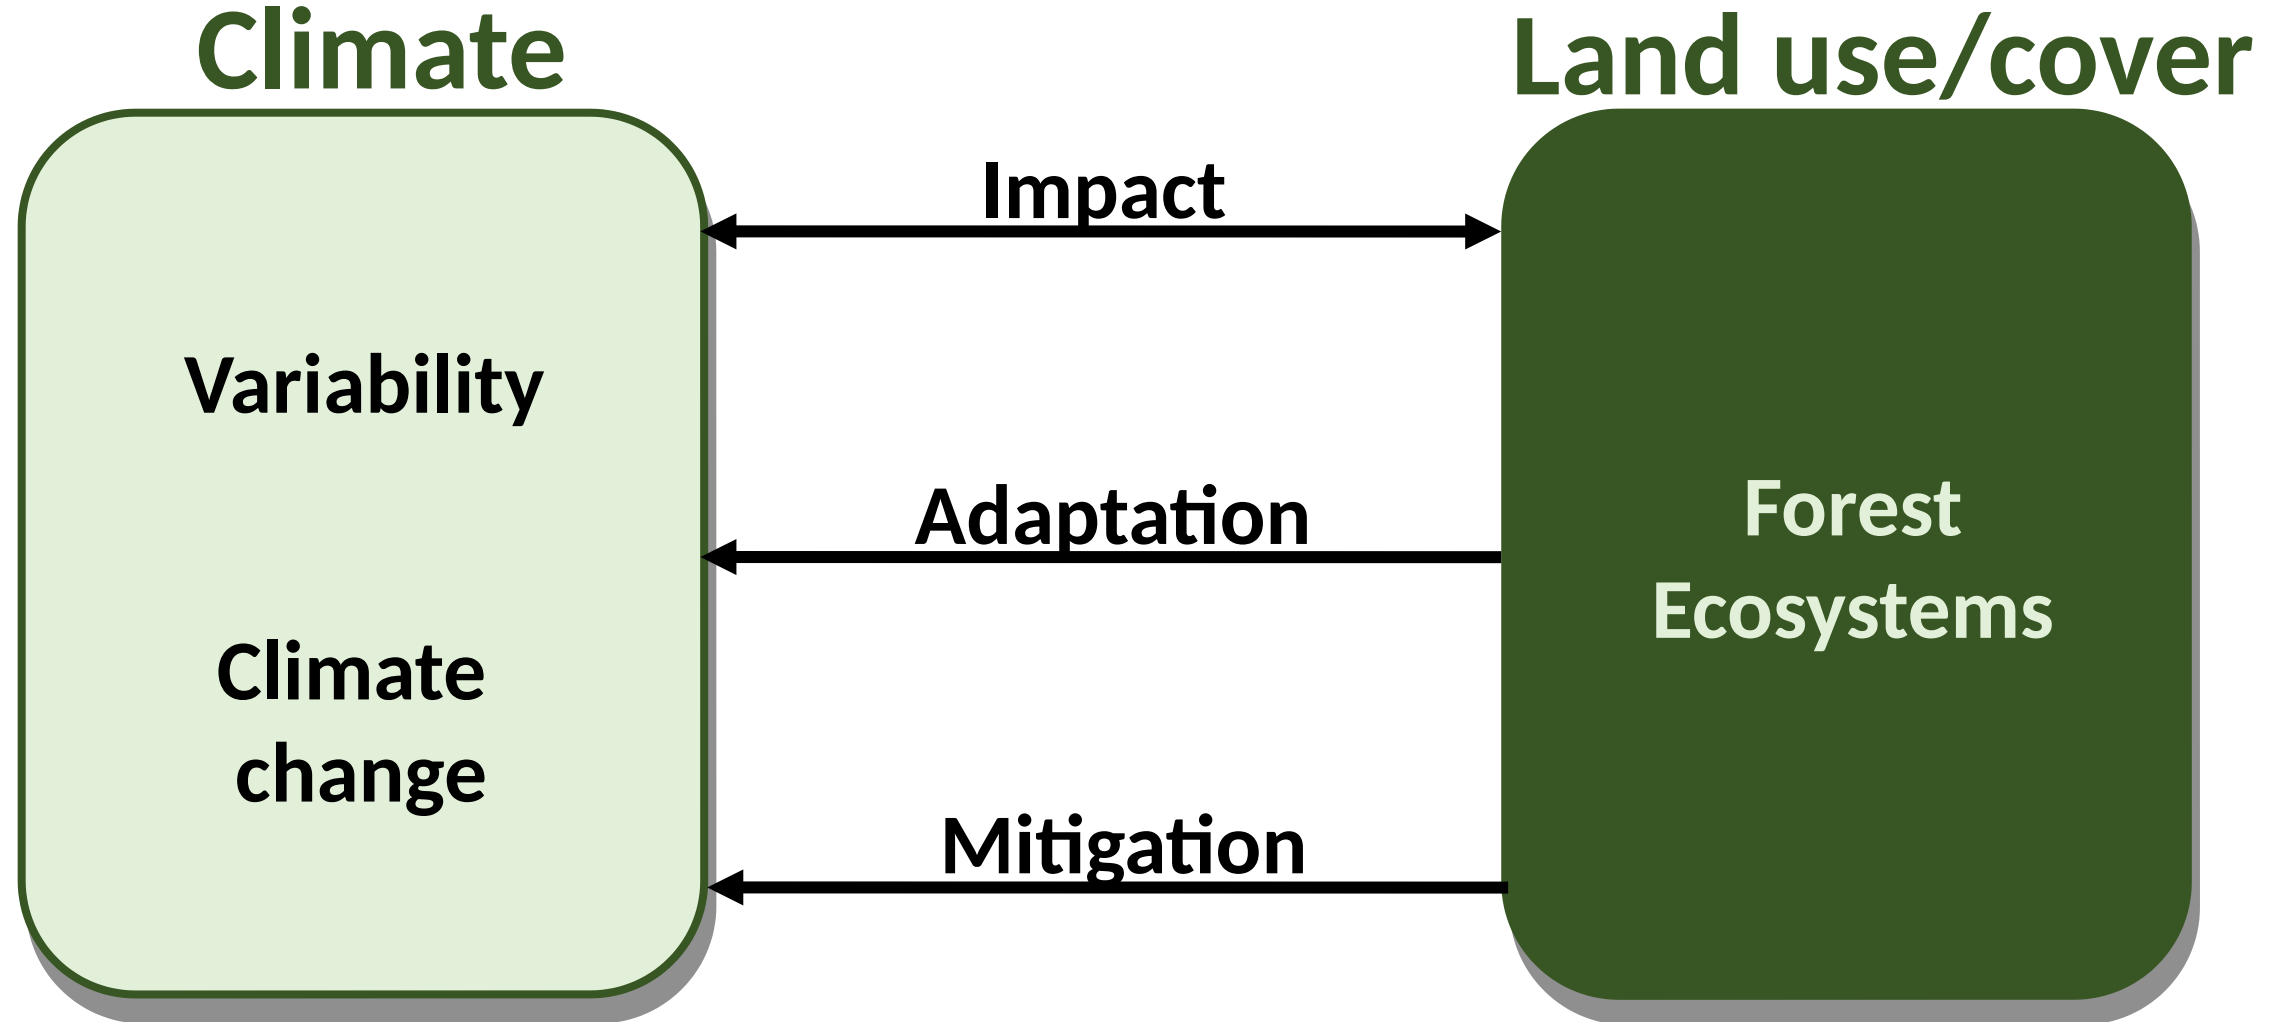 Climate
Land use/cover
Impact
Variability
Adaptation
Forest
Ecosystems
Climate
change
Mitigation